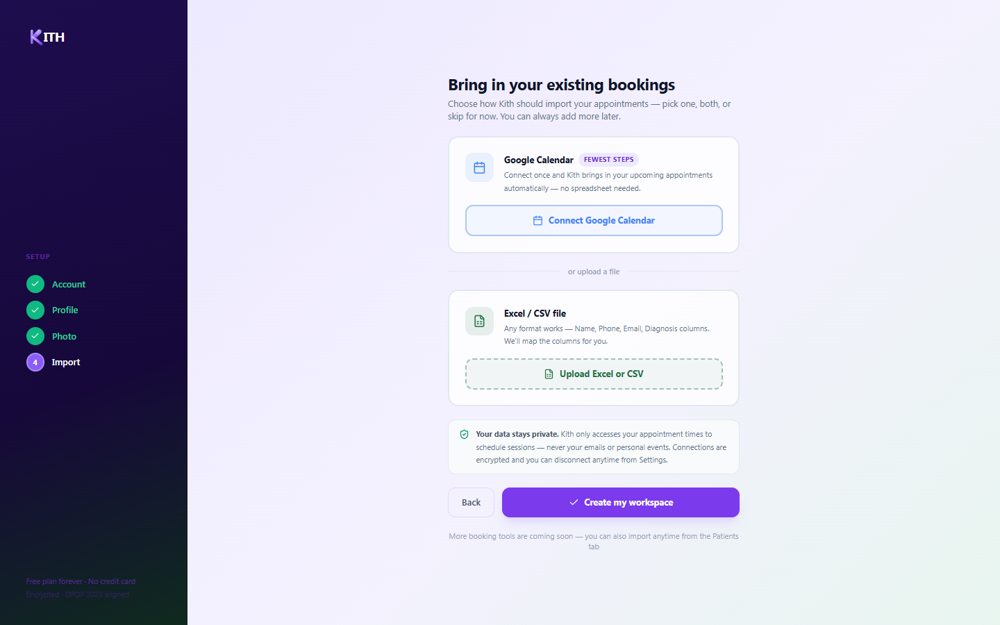 KITH
SETUP
Account
Profile
Photo
4 Import
Free plan forever · No credit card
Encrypted · DPDP 2023 aligned
Bring in your existing bookings
Choose how Kith should import your appointments — pick one, both, or
skip for now. You can always add more later.
Google Calendar FEWEST STEPS
Connect once and Kith brings in your upcoming appointments
automatically — no spreadsheet needed.
Connect Google Calendar
or upload a file
Excel / CSV file
Any format works — Name, Phone, Email, Diagnosis columns.
We'll map the columns for you.
Upload Excel or CSV
Your data stays private. Kith only accesses your appointment times to
schedule sessions — never your emails or personal events. Connections are
encrypted and you can disconnect anytime from Settings.
Back
Create my workspace
More booking tools are coming soon — you can also import anytime from the Patients
tab